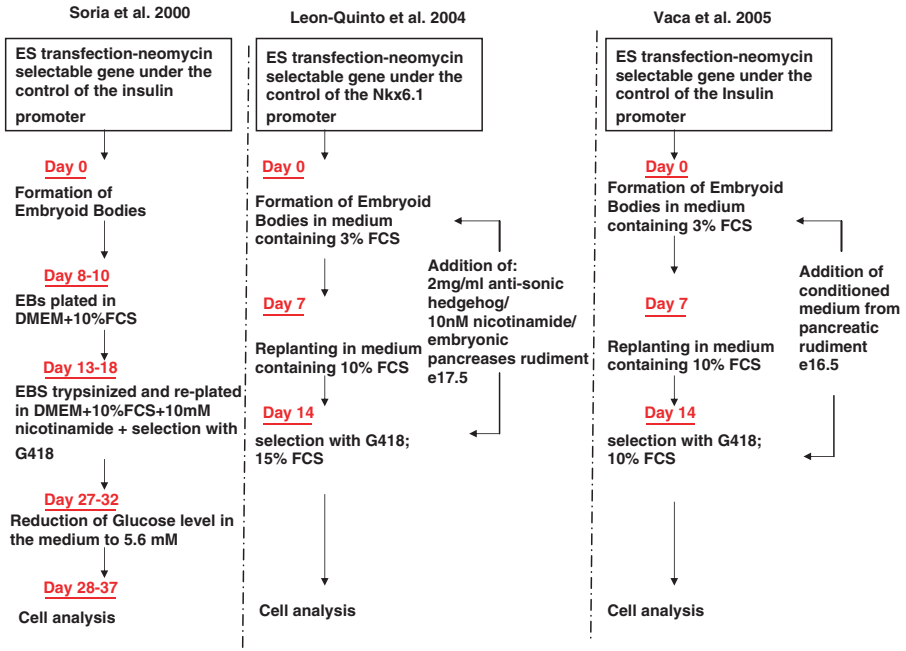 Soria et al. 2000
ES transfection-neomycin
selectable gene under the
control of the insulin
promoter
Day 0
Formation of
Embryoid Bodies
Day 8-10
EBs plated in
DMEM+10%FCS
Day 13-18
EBS trypsinized and re-plated
in DMEM+10%FCS+10mM
nicotinamide + selection with
G418
Day 27-32
Reduction of Glucose level in
the medium to 5.6 mM
Day 28-37
Cell analysis
Leon-Quinto et al. 2004
ES transfection-neomycin
selectable gene under the
control of the Nkx6.1
promoter
Day 0
Formation of Embryoid
Bodies in medium
containing 3% FCS
Day 7
Replanting in medium
containing 10% FCS
Day 14
selection with G418;
15% FCS
Cell analysis
Addition of:
2mg/ml anti-sonic
hedgehog/
10nM nicotinamide/
embryonic
pancreases rudiment
e17.5
Vaca et al. 2005
ES transfection-neomycin
selectable gene under the
control of the Insulin
promoter
Day 0
Formation of Embryoid
Bodies in medium
containing 3% FCS
Day 7
Replanting in medium
containing 10% FCS
Day 14
selection with G418;
10% FCS
Cell analysis
Addition of
conditioned
medium from
pancreatic
rudiment
e16.5